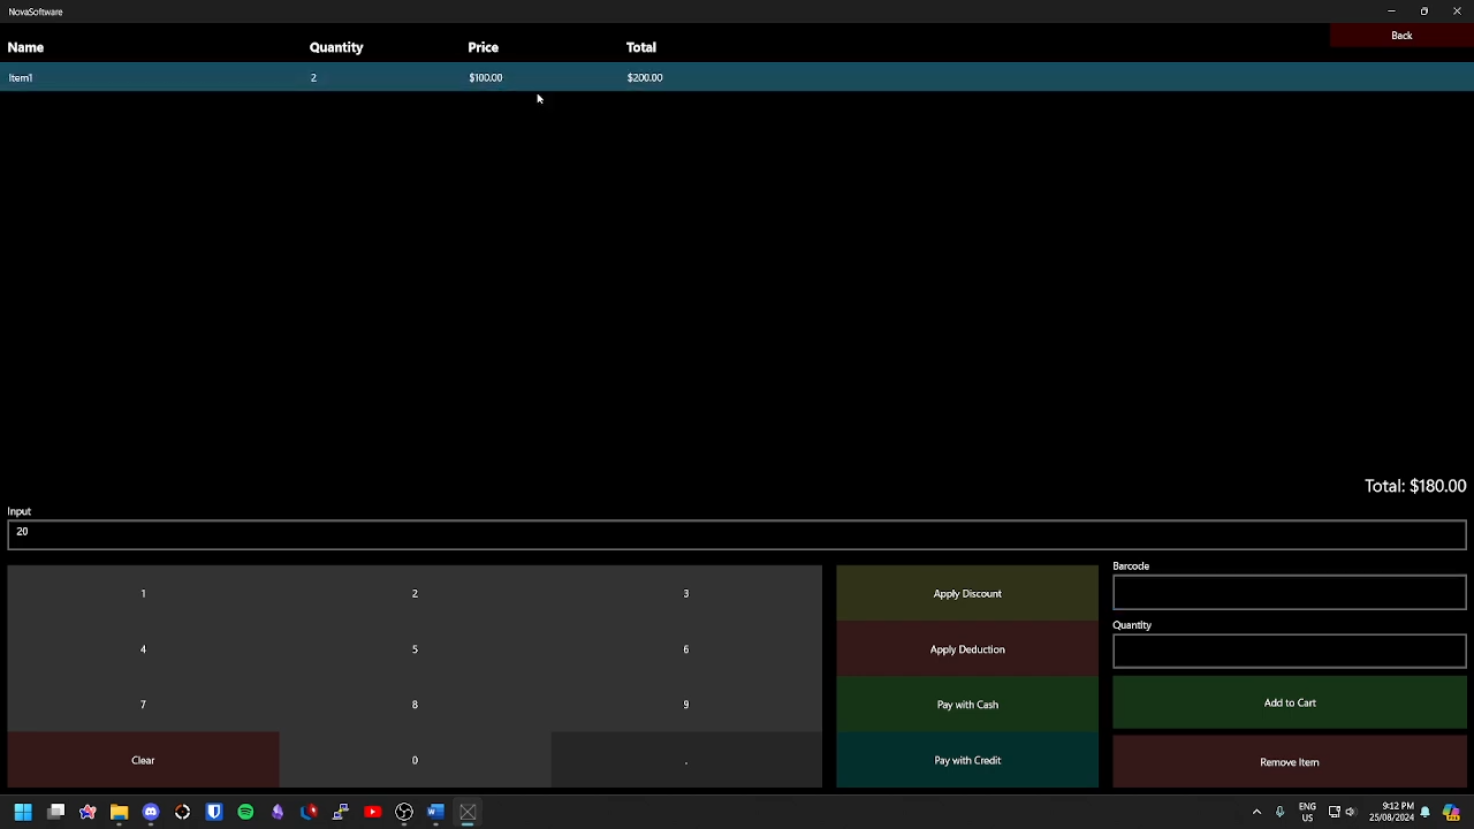 NovaSoftware
Back
Name Quantity Price Total
Item1 2 $100.00 $200.00
Total: $180.00
Input
20
1 2 3
4 5 6
7 8 9
Clear 0 .
Apply Discount
Apply Deduction
Pay with Cash
Pay with Credit
Barcode
Quantity
Add to Cart
Remove Item
ENG
US
9:12 PM
25/08/2024